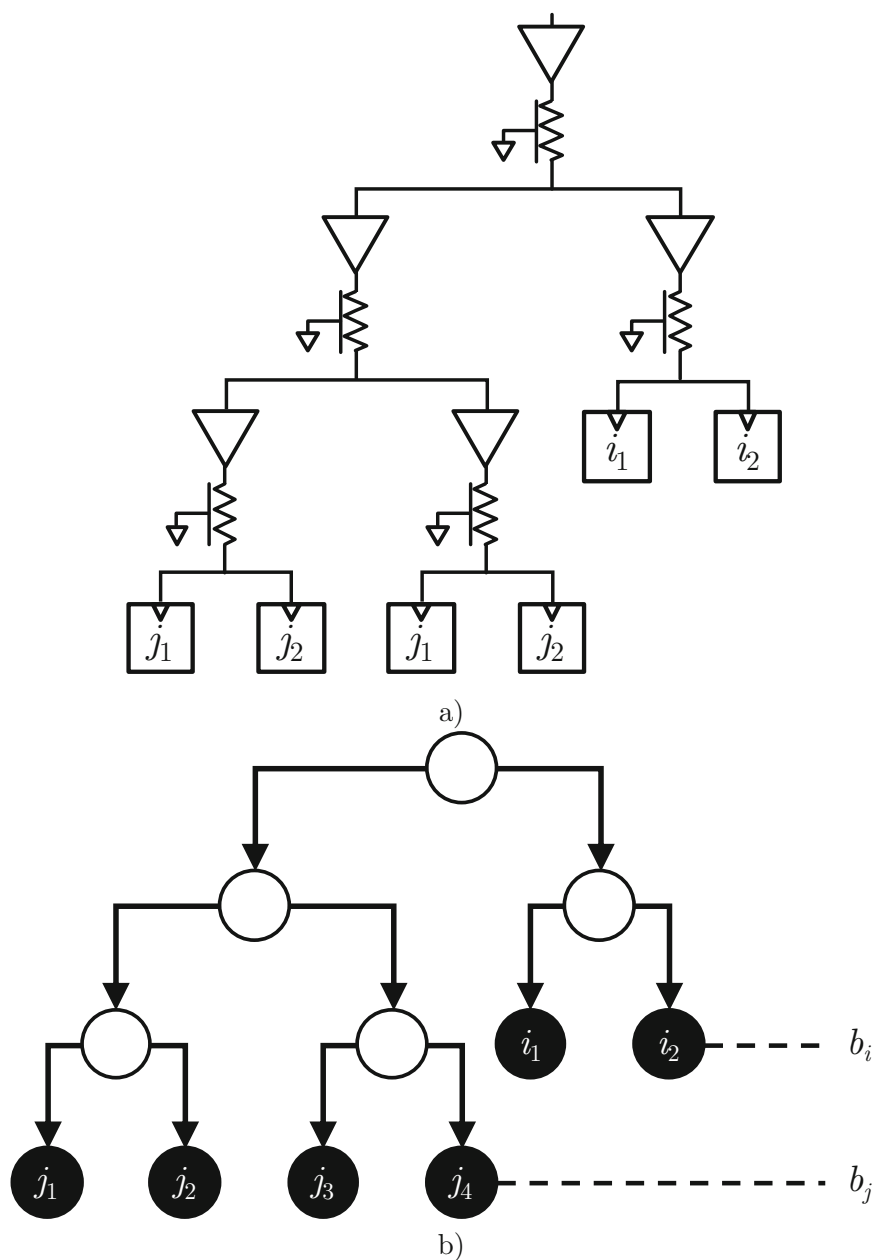 i₁ i₂
j₁ j₂ j₁ j₂
a)
i₁ i₂ bᵢ
j₁ j₂ j₃ j₄ bⱼ
b)